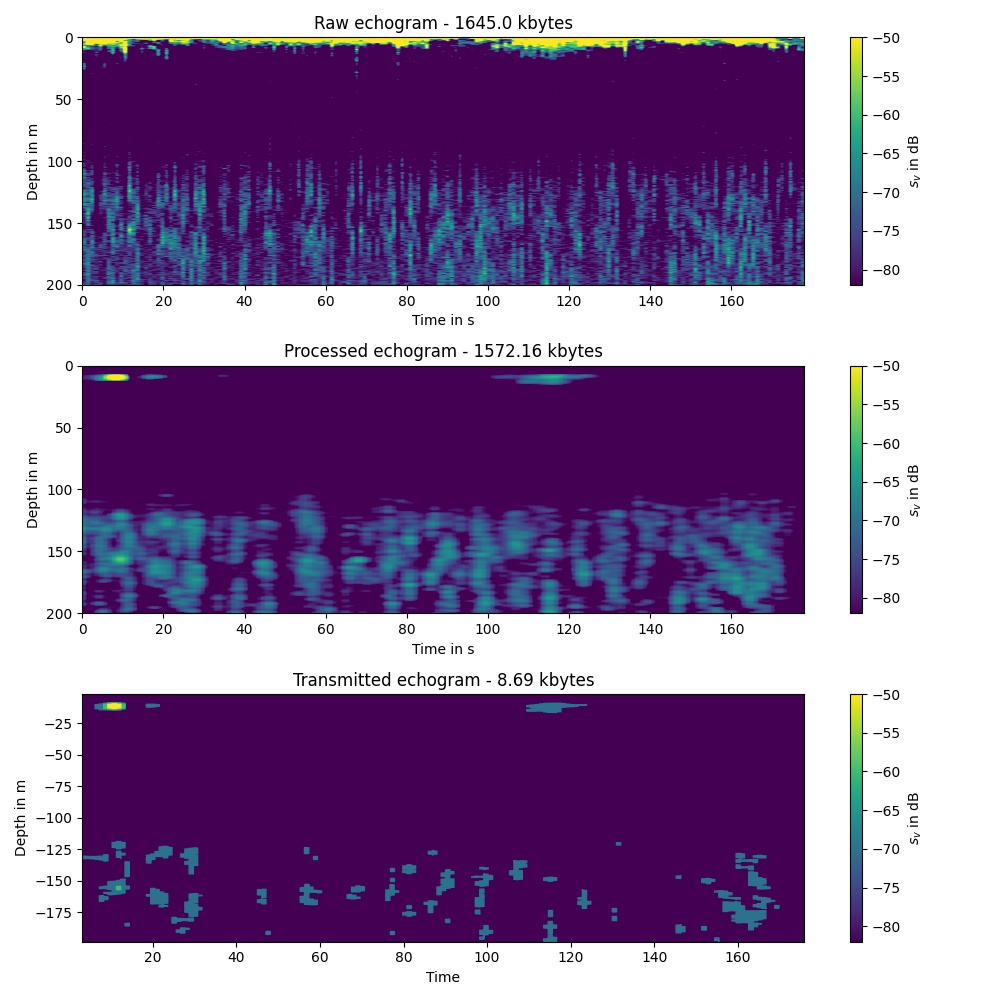 Raw echogram - 1645.0 kbytes
0
50
100
150
200
Depth in m
0 20 40 60 80 100 120 140 160
Time in s
−50
−55
−60
−65
−70
−75
−80
sv in dB
Processed echogram - 1572.16 kbytes
0
50
100
150
200
Depth in m
0 20 40 60 80 100 120 140 160
Time in s
−50
−55
−60
−65
−70
−75
−80
sv in dB
Transmitted echogram - 8.69 kbytes
−25
−50
−75
−100
−125
−150
−175
Depth in m
20 40 60 80 100 120 140 160
Time
−50
−55
−60
−65
−70
−75
−80
sv in dB